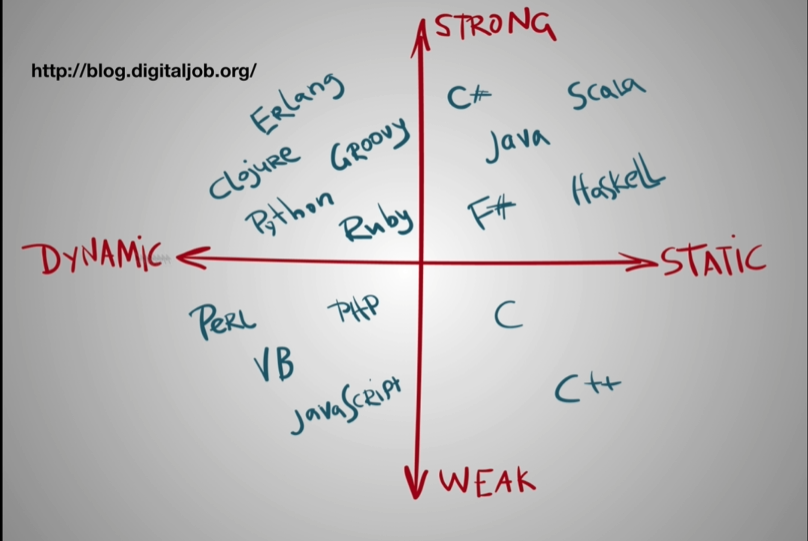 STRONG
http://blog.digitaljob.org/
Erlang
C#
Scala
Groovy
Java
Clojure
Haskell
Python
Ruby
F#
DYNAMIC
STATIC
Perl
PHP
C
VB
C++
JavaScript
WEAK